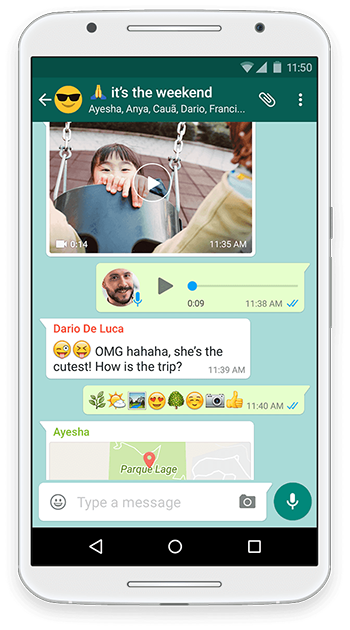 11:50
🙏 it's the weekend
Ayesha, Anya, Cauã, Dario, Franci...
0:14
11:35 AM
0:09
11:38 AM
Dario De Luca
😜😝 OMG hahaha, she's the
cutest! How is the trip?
11:39 AM
🌿🌤🏞😍🌳☺️📷👍 11:40 AM
Ayesha
Parque Lage
Type a message